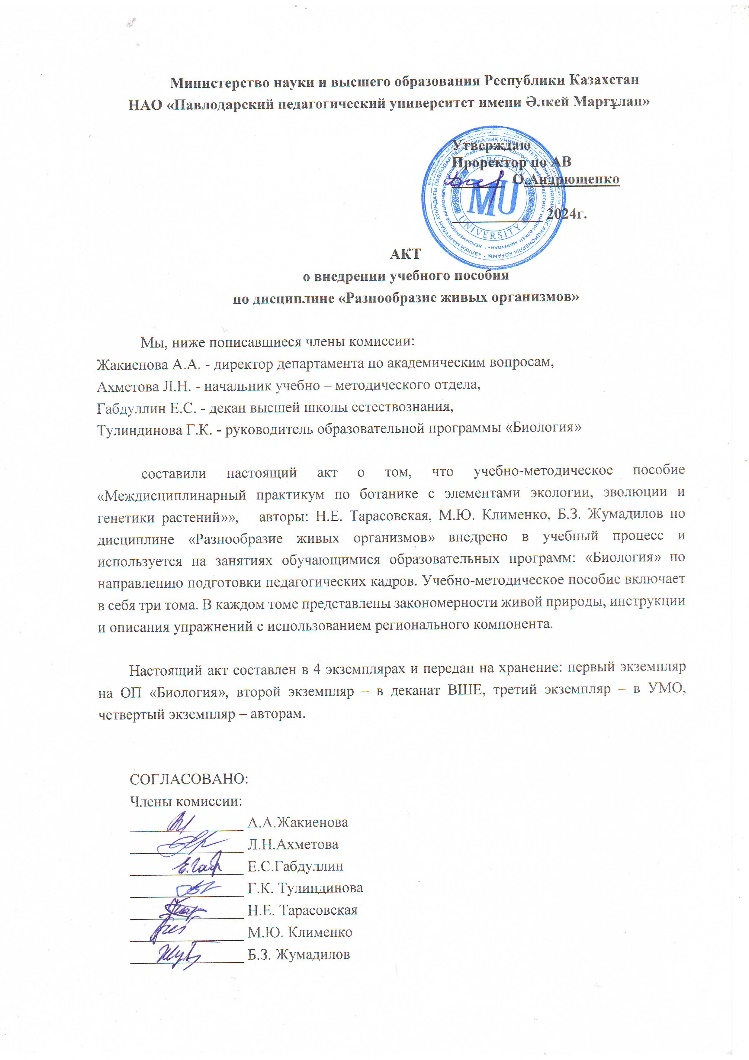 Министерство науки и высшего образования Республики Казахстан
НАО «Павлодарский педагогический университет имени Әлкей Марғұлан»
Утверждаю
Проректор по АВ
О.Андрющенко
2024г.
MU
UNIVERSITY
АКТ
о внедрении учебного пособия
по дисциплине «Разнообразие живых организмов»
Мы, ниже пописавшиеся члены комиссии:
Жакиенова А.А. - директор департамента по академическим вопросам,
Ахметова Л.Н. - начальник учебно – методического отдела,
Габдуллин Е.С. - декан высшей школы естествознания,
Тулиндинова Г.К. - руководитель образовательной программы «Биология»
составили настоящий акт о том, что учебно-методическое пособие
«Междисциплинарный практикум по ботанике с элементами экологии, эволюции и
генетики растений»», авторы: Н.Е. Тарасовская, М.Ю. Клименко, Б.З. Жумадилов по
дисциплине «Разнообразие живых организмов» внедрено в учебный процесс и
используется на занятиях обучающимися образовательных программ: «Биология» по
направлению подготовки педагогических кадров. Учебно-методическое пособие включает
в себя три тома. В каждом томе представлены закономерности живой природы, инструкции
и описания упражнений с использованием регионального компонента.
Настоящий акт составлен в 4 экземплярах и передан на хранение: первый экземпляр
на ОП «Биология», второй экземпляр – в деканат ВШЕ, третий экземпляр – в УМО,
четвертый экземпляр – авторам.
СОГЛАСОВАНО:
Члены комиссии:
А.А.Жакиенова
Л.Н.Ахметова
Е.С.Габдуллин
Г.К. Тулиндинова
Н.Е. Тарасовская
М.Ю. Клименко
Б.З. Жумадилов